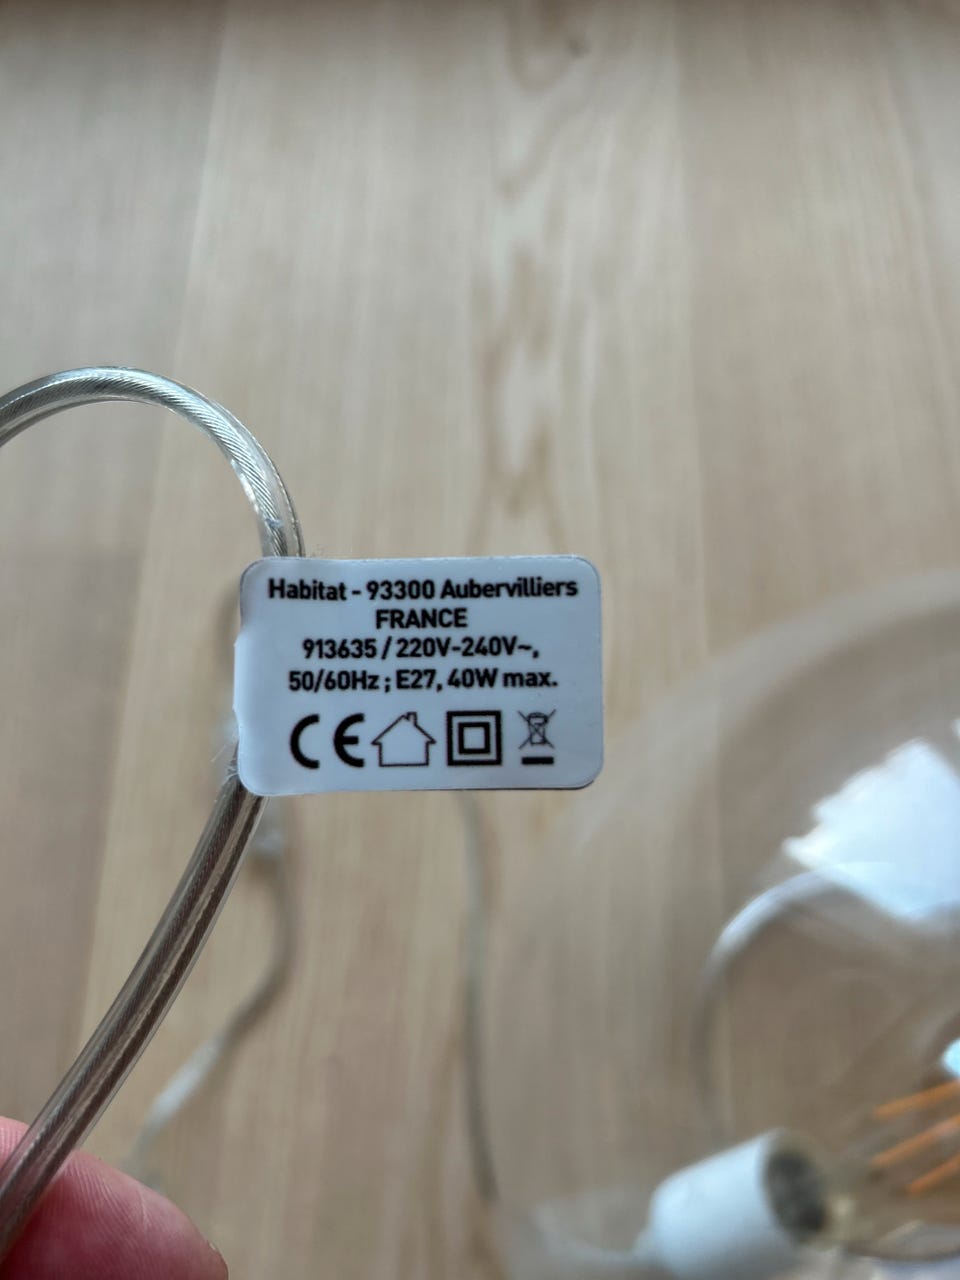 Habitat - 93300 Aubervilliers
FRANCE
913635 / 220V-240V~,
50/60Hz ; E27, 40W max.
CE